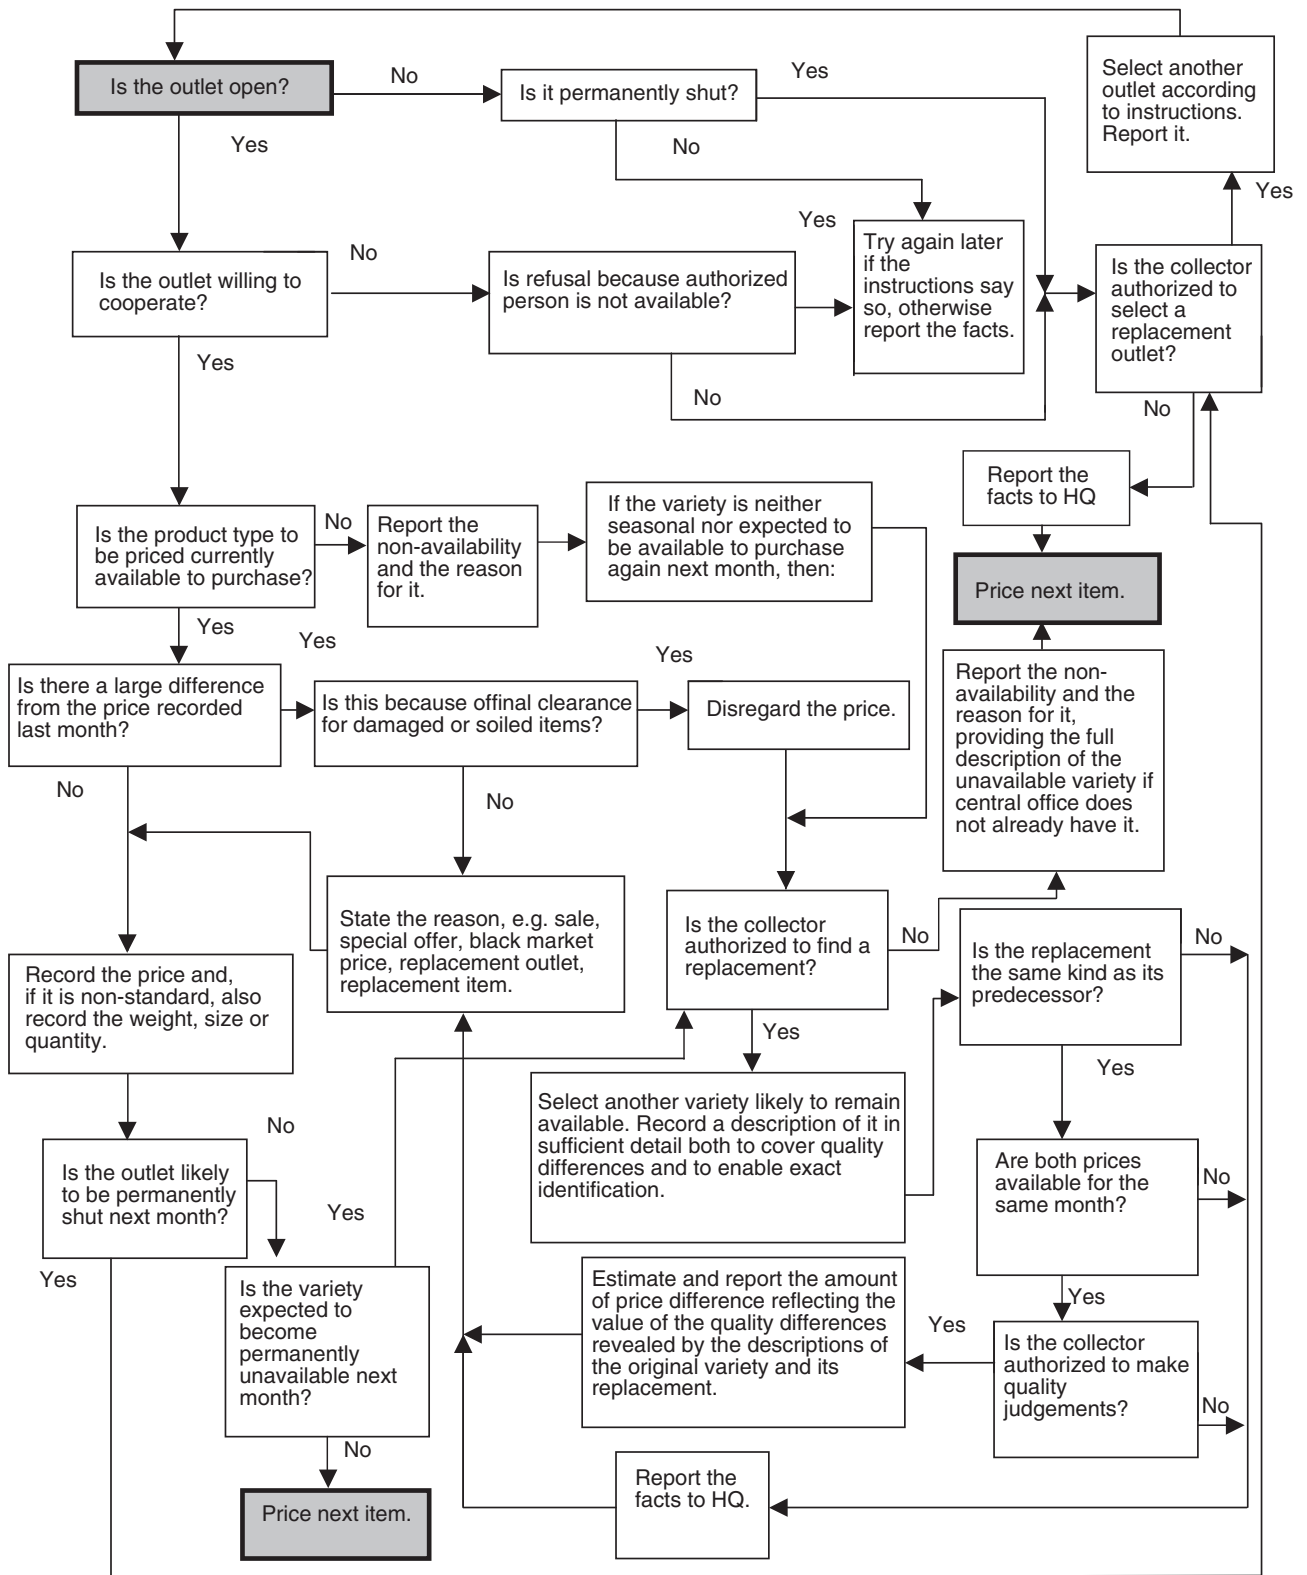 Is the outlet open?
No
Is it permanently shut?
Yes
Select another
outlet according
to instructions.
Report it.
Yes
No
Yes
Is the outlet willing to
cooperate?
No
Is refusal because authorized
person is not available?
Yes
Try again later
if the
instructions say
so, otherwise
report the facts.
Is the collector
authorized to
select a
replacement
outlet?
Yes
No
No
Report the
facts to HQ
Price next item.
Is the product type to
be priced currently
available to purchase?
No
Report the
non-availability
and the reason
for it.
If the variety is neither
seasonal nor expected to
be available to purchase
again next month, then:
Yes
Is there a large difference
from the price recorded
last month?
Yes
Is this because offinal clearance
for damaged or soiled items?
Yes
Disregard the price.
Report the non-
availability and the
reason for it,
providing the full
description of the
unavailable variety if
central office does
not already have it.
No
No
State the reason, e.g. sale,
special offer, black market
price, replacement outlet,
replacement item.
Is the collector
authorized to find a
replacement?
No
Is the replacement
the same kind as its
predecessor?
No
Record the price and,
if it is non-standard, also
record the weight, size or
quantity.
Yes
Select another variety likely to remain
available. Record a description of it in
sufficient detail both to cover quality
differences and to enable exact
identification.
Yes
Are both prices
available for the
same month?
No
Is the outlet likely
to be permanently
shut next month?
No
Yes
Yes
Is the variety
expected to
become
permanently
unavailable next
month?
Estimate and report the amount
of price difference reflecting the
value of the quality differences
revealed by the descriptions of
the original variety and its
replacement.
Yes
Yes
Is the collector
authorized to make
quality
judgements?
No
No
Price next item.
Report the
facts to HQ.